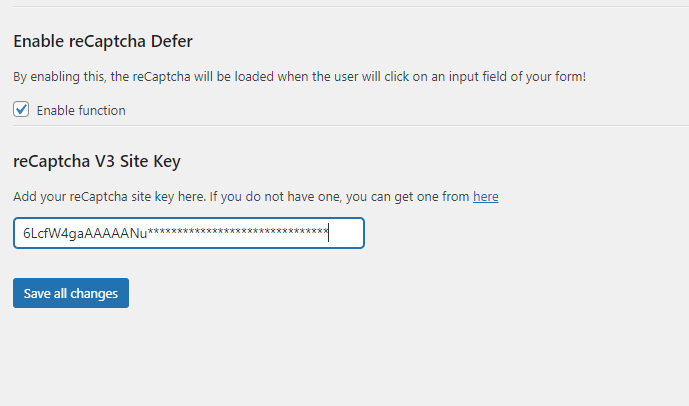 Enable reCaptcha Defer
By enabling this, the reCaptcha will be loaded when the user will click on an input field of your form!
Enable function
reCaptcha V3 Site Key
Add your reCaptcha site key here. If you do not have one, you can get one from here
6LcfW4gaAAAAANu*******************************
Save all changes